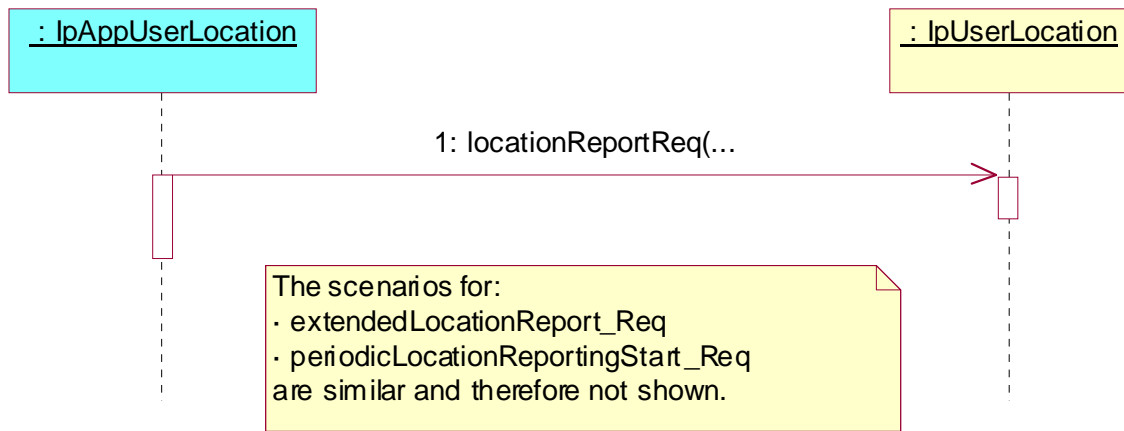 : IpAppUserLocation
: IpUserLocation
1: locationReportReq(...
The scenarios for:
· extendedLocationReport_Req
· periodicLocationReportingStart_Req
are similar and therefore not shown.